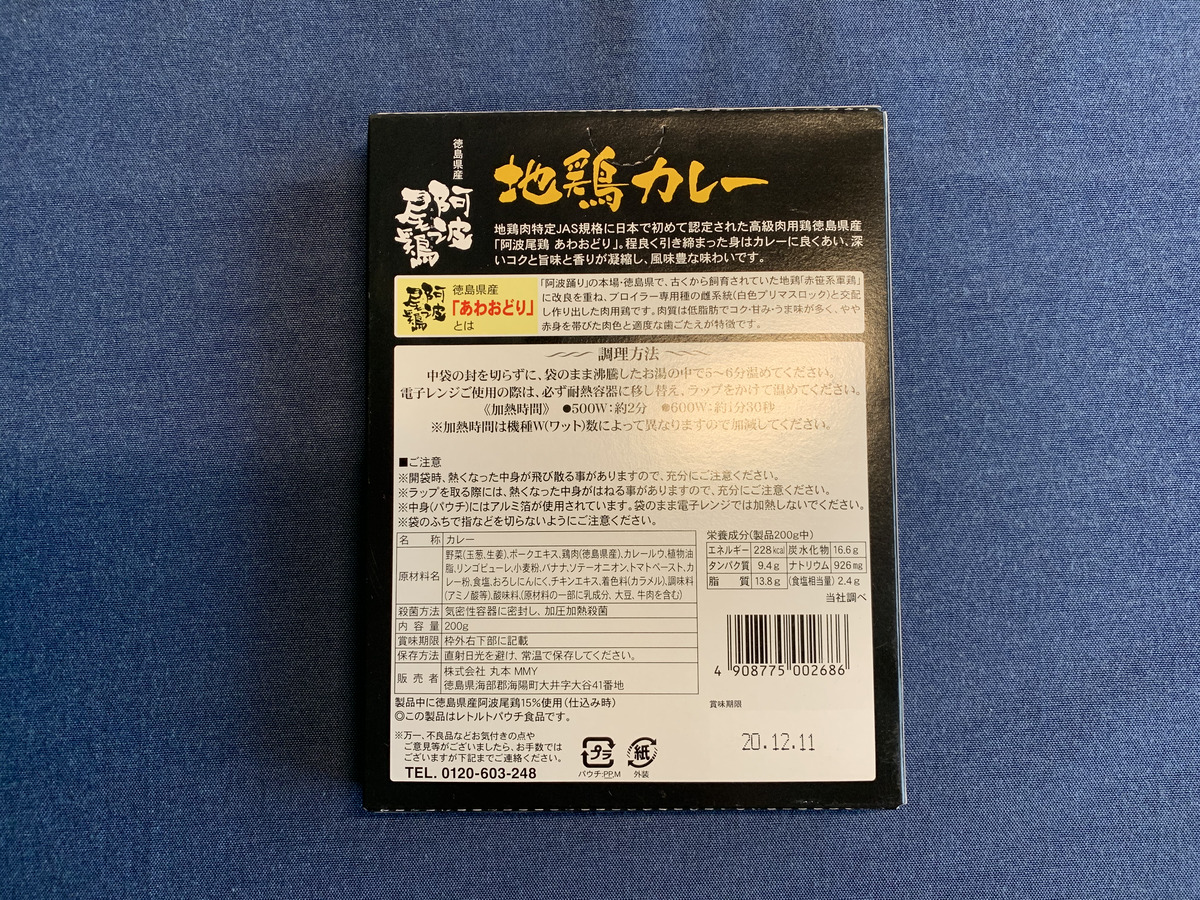 徳島県産
阿波尾鶏
地鶏カレー
地鶏肉特定JAS規格に日本で初めて認定された高級肉用鶏徳島県産
「阿波尾鶏 あわおどり」。程良く引き締まった身はカレーに良くあい、深
いコクと旨味と香りが凝縮し、風味豊な味わいです。
阿波尾鶏
徳島県産
「あわおどり」
とは
「阿波踊り」の本場・徳島県で、古くから飼育されていた地鶏「赤笹系軍鶏」
に改良を重ね、ブロイラー専用種の雌系統(白色プリマスロック)と交配
し作り出した肉用鶏です。肉質は低脂肪でコク・甘み・うま味が多く、やや
赤身を帯びた肉色と適度な歯ごたえが特徴です。
調理方法
中袋の封を切らずに、袋のまま沸騰したお湯の中で5〜6分温めてください。
電子レンジご使用の際は、必ず耐熱容器に移し替え、ラップをかけて温めてください。
《加熱時間》 ●500W:約2分 ●600W:約1分30秒
※加熱時間は機種W(ワット)数によって異なりますので加減してください。
■ご注意
※開袋時、熱くなった中身が飛び散る事がありますので、充分にご注意ください。
※ラップを取る際には、熱くなった中身がはねる事がありますので、充分にご注意ください。
※中身(パウチ)にはアルミ箔が使用されています。袋のまま電子レンジでは加熱しないでください。
※袋のふちで指などを切らないようにご注意ください。
名称 カレー
原材料名 野菜(玉葱、生姜)、ポークエキス、鶏肉(徳島県産)、カレールウ、植物油
脂、リンゴピューレ、小麦粉、バナナ、ソテーオニオン、トマトペースト、カ
レー粉、食塩、おろしにんにく、チキンエキス、着色料(カラメル)、調味料
(アミノ酸等)、酸味料、(原材料の一部に乳成分、大豆、牛肉を含む)
殺菌方法 気密性容器に密封し、加圧加熱殺菌
内容量 200g
賞味期限 枠外右下部に記載
保存方法 直射日光を避け、常温で保存してください。
販売者 株式会社 丸本 MMY
徳島県海部郡海陽町大井字大谷41番地
製品中に徳島県産阿波尾鶏15%使用(仕込み時)
◎この製品はレトルトパウチ食品です。
※万一、不良品などお気付きの点や
ご意見等がございましたら、お手数では
ございますが下記までご連絡ください。
TEL. 0120-603-248
栄養成分(製品200g中)
エネルギー 228kcal 炭水化物 16.6g
タンパク質 9.4g ナトリウム 926mg
脂質 13.8g (食塩相当量) 2.4g
当社調べ
4 908775 002686
賞味期限
20.12.11
プラ
パウチ:PP,M
紙
外装